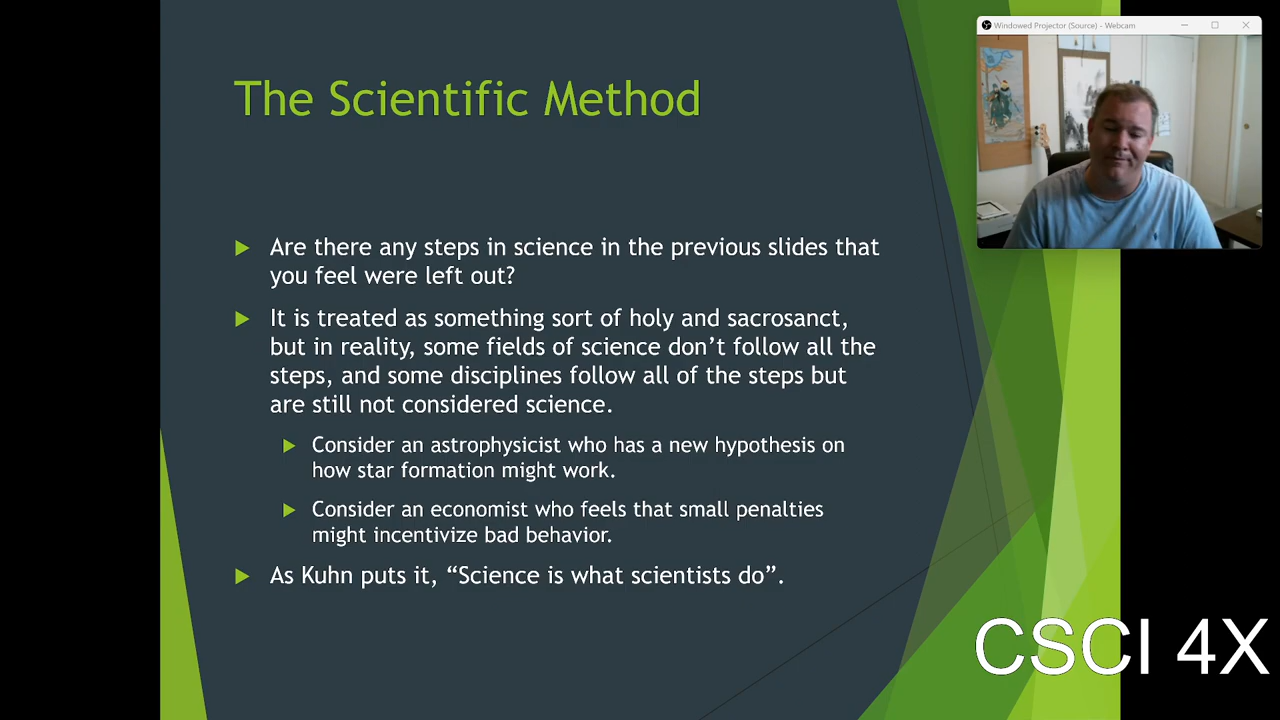 The Scientific Method
Windowed Projector (Source) - Webcam
Are there any steps in science in the previous slides that
you feel were left out?
It is treated as something sort of holy and sacrosanct,
but in reality, some fields of science don’t follow all the
steps, and some disciplines follow all of the steps but
are still not considered science.
Consider an astrophysicist who has a new hypothesis on
how star formation might work.
Consider an economist who feels that small penalties
might incentivize bad behavior.
As Kuhn puts it, “Science is what scientists do”.
CSCI 4X